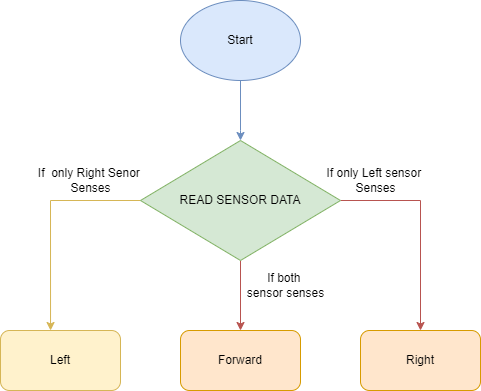 Start
If  only Right Senor
Senses
READ SENSOR DATA
If only Left sensor
Senses
If both
sensor senses
Left
Forward
Right